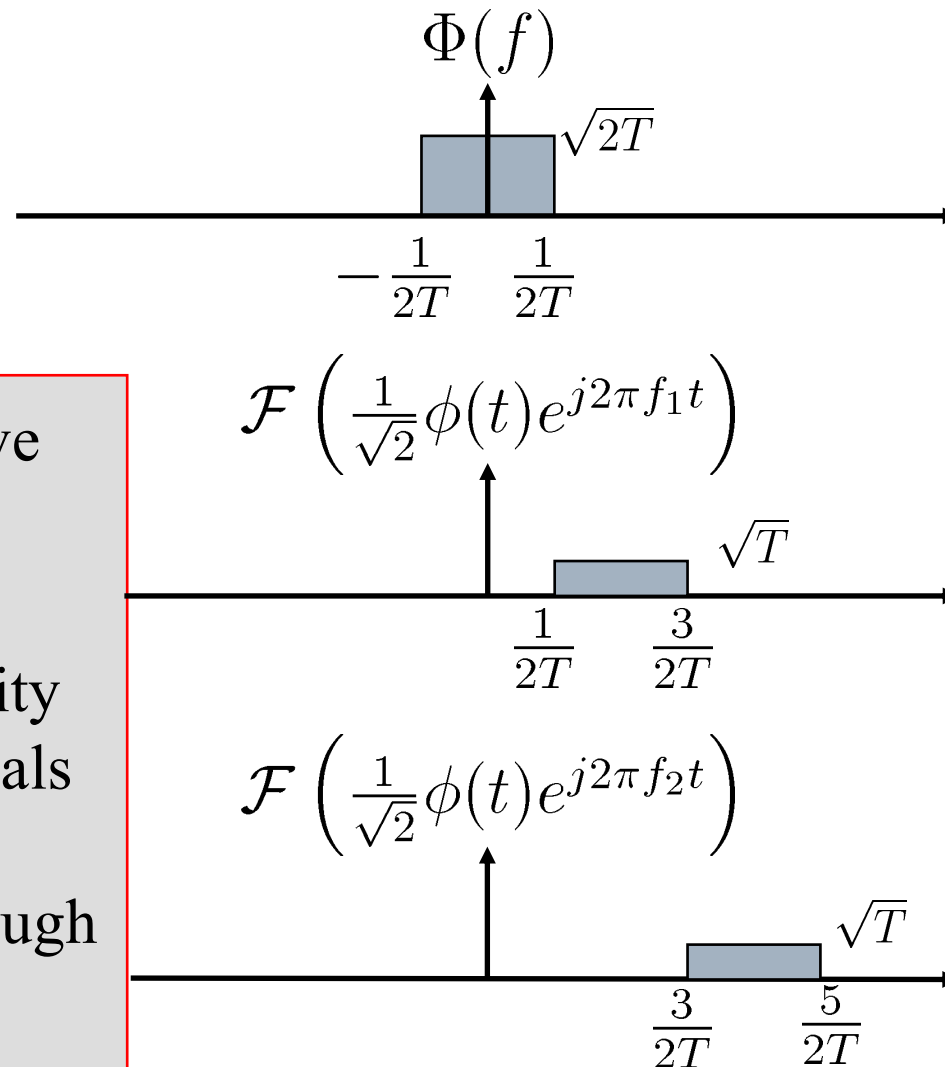 Φ(f)
√2T
−1/2T 1/2T
F(1/√2 φ(t)e^{j2πf₁t})
√T
1/2T 3/2T
F(1/√2 φ(t)e^{j2πf₂t})
√T
3/2T 5/2T
ve
ity
als
ugh